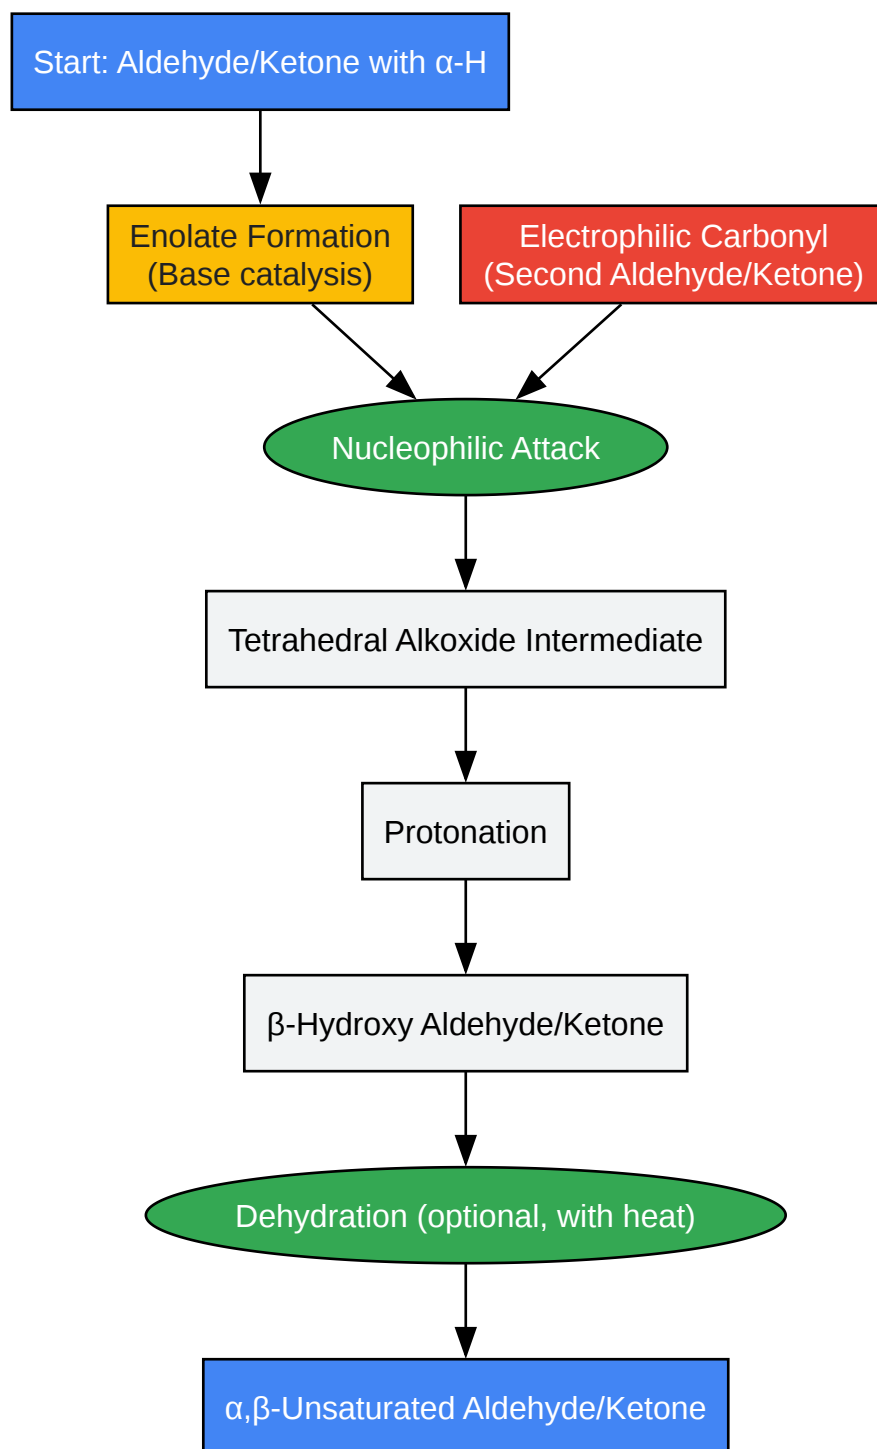 Start: Aldehyde/Ketone with α-H
Enolate Formation
(Base catalysis)
Electrophilic Carbonyl
(Second Aldehyde/Ketone)
Nucleophilic Attack
Tetrahedral Alkoxide Intermediate
Protonation
β-Hydroxy Aldehyde/Ketone
Dehydration (optional, with heat)
α,β-Unsaturated Aldehyde/Ketone